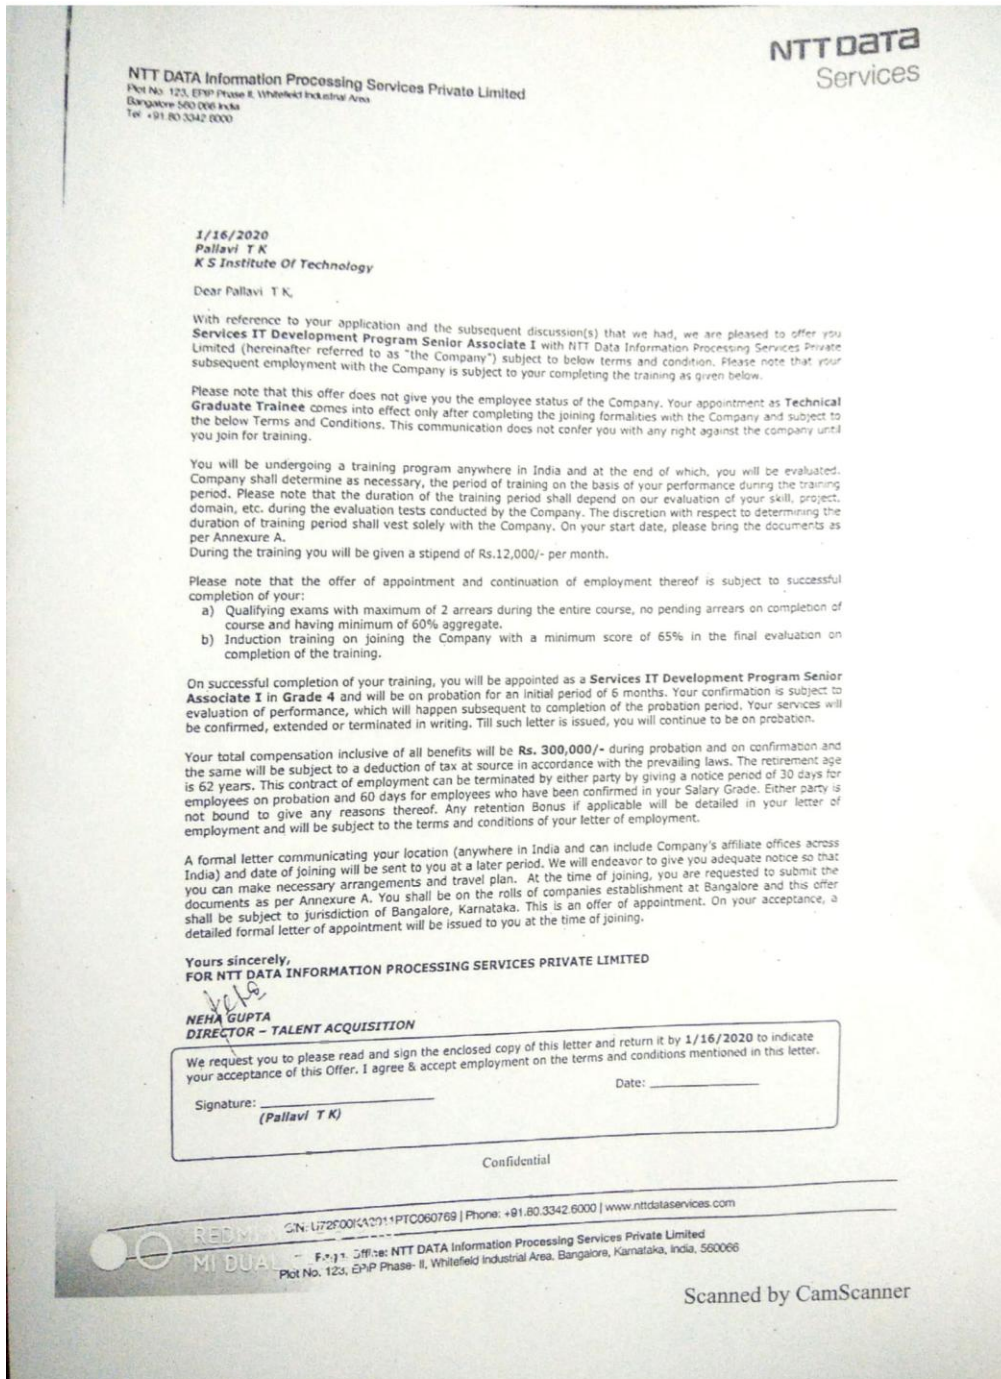 NTT DATA
Services
NTT DATA Information Processing Services Private Limited
Plot No. 123, EPIP Phase II, Whitefield Industrial Area
Bangalore 560 066 India
Tel +91.80.3342.6000
1/16/2020
Pallavi T K
K S Institute Of Technology
Dear Pallavi T K,
With reference to your application and the subsequent discussion(s) that we had, we are pleased to offer you
Services IT Development Program Senior Associate I with NTT Data Information Processing Services Private
Limited (hereinafter referred to as "the Company") subject to below terms and condition. Please note that your
subsequent employment with the Company is subject to your completing the training as given below.
Please note that this offer does not give you the employee status of the Company. Your appointment as Technical
Graduate Trainee comes into effect only after completing the joining formalities with the Company and subject to
the below Terms and Conditions. This communication does not confer you with any right against the company until
you join for training.
You will be undergoing a training program anywhere in India and at the end of which, you will be evaluated.
Company shall determine as necessary, the period of training on the basis of your performance during the training
period. Please note that the duration of the training period shall depend on our evaluation of your skill, project,
domain, etc. during the evaluation tests conducted by the Company. The discretion with respect to determining the
duration of training period shall vest solely with the Company. On your start date, please bring the documents as
per Annexure A.
During the training you will be given a stipend of Rs.12,000/- per month.
Please note that the offer of appointment and continuation of employment thereof is subject to successful
completion of your:
a) Qualifying exams with maximum of 2 arrears during the entire course, no pending arrears on completion of
course and having minimum of 60% aggregate.
b) Induction training on joining the Company with a minimum score of 65% in the final evaluation on
completion of the training.
On successful completion of your training, you will be appointed as a Services IT Development Program Senior
Associate I in Grade 4 and will be on probation for an initial period of 6 months. Your confirmation is subject to
evaluation of performance, which will happen subsequent to completion of the probation period. Your services will
be confirmed, extended or terminated in writing. Till such letter is issued, you will continue to be on probation.
Your total compensation inclusive of all benefits will be Rs. 300,000/- during probation and on confirmation and
the same will be subject to a deduction of tax at source in accordance with the prevailing laws. The retirement age
is 62 years. This contract of employment can be terminated by either party by giving a notice period of 30 days for
employees on probation and 60 days for employees who have been confirmed in your Salary Grade. Either party is
not bound to give any reasons thereof. Any retention Bonus if applicable will be detailed in your letter of
employment and will be subject to the terms and conditions of your letter of employment.
A formal letter communicating your location (anywhere in India and can include Company's affiliate offices across
India) and date of joining will be sent to you at a later period. We will endeavor to give you adequate notice so that
you can make necessary arrangements and travel plan. At the time of joining, you are requested to submit the
documents as per Annexure A. You shall be on the rolls of companies establishment at Bangalore and this offer
shall be subject to jurisdiction of Bangalore, Karnataka. This is an offer of appointment. On your acceptance, a
detailed formal letter of appointment will be issued to you at the time of joining.
Yours sincerely,
FOR NTT DATA INFORMATION PROCESSING SERVICES PRIVATE LIMITED
Neha
NEHA GUPTA
DIRECTOR – TALENT ACQUISITION
We request you to please read and sign the enclosed copy of this letter and return it by 1/16/2020 to indicate
your acceptance of this Offer. I agree & accept employment on the terms and conditions mentioned in this letter.
Signature: Date:
(Pallavi T K)
Confidential
CIN: U72900KA2011PTC060769 | Phone: +91.80.3342.6000 | www.nttdataservices.com
Office: NTT DATA Information Processing Services Private Limited
Plot No. 123, EPIP Phase- II, Whitefield Industrial Area, Bangalore, Karnataka, India, 560066
REDMI
MI DUAL
Scanned by CamScanner